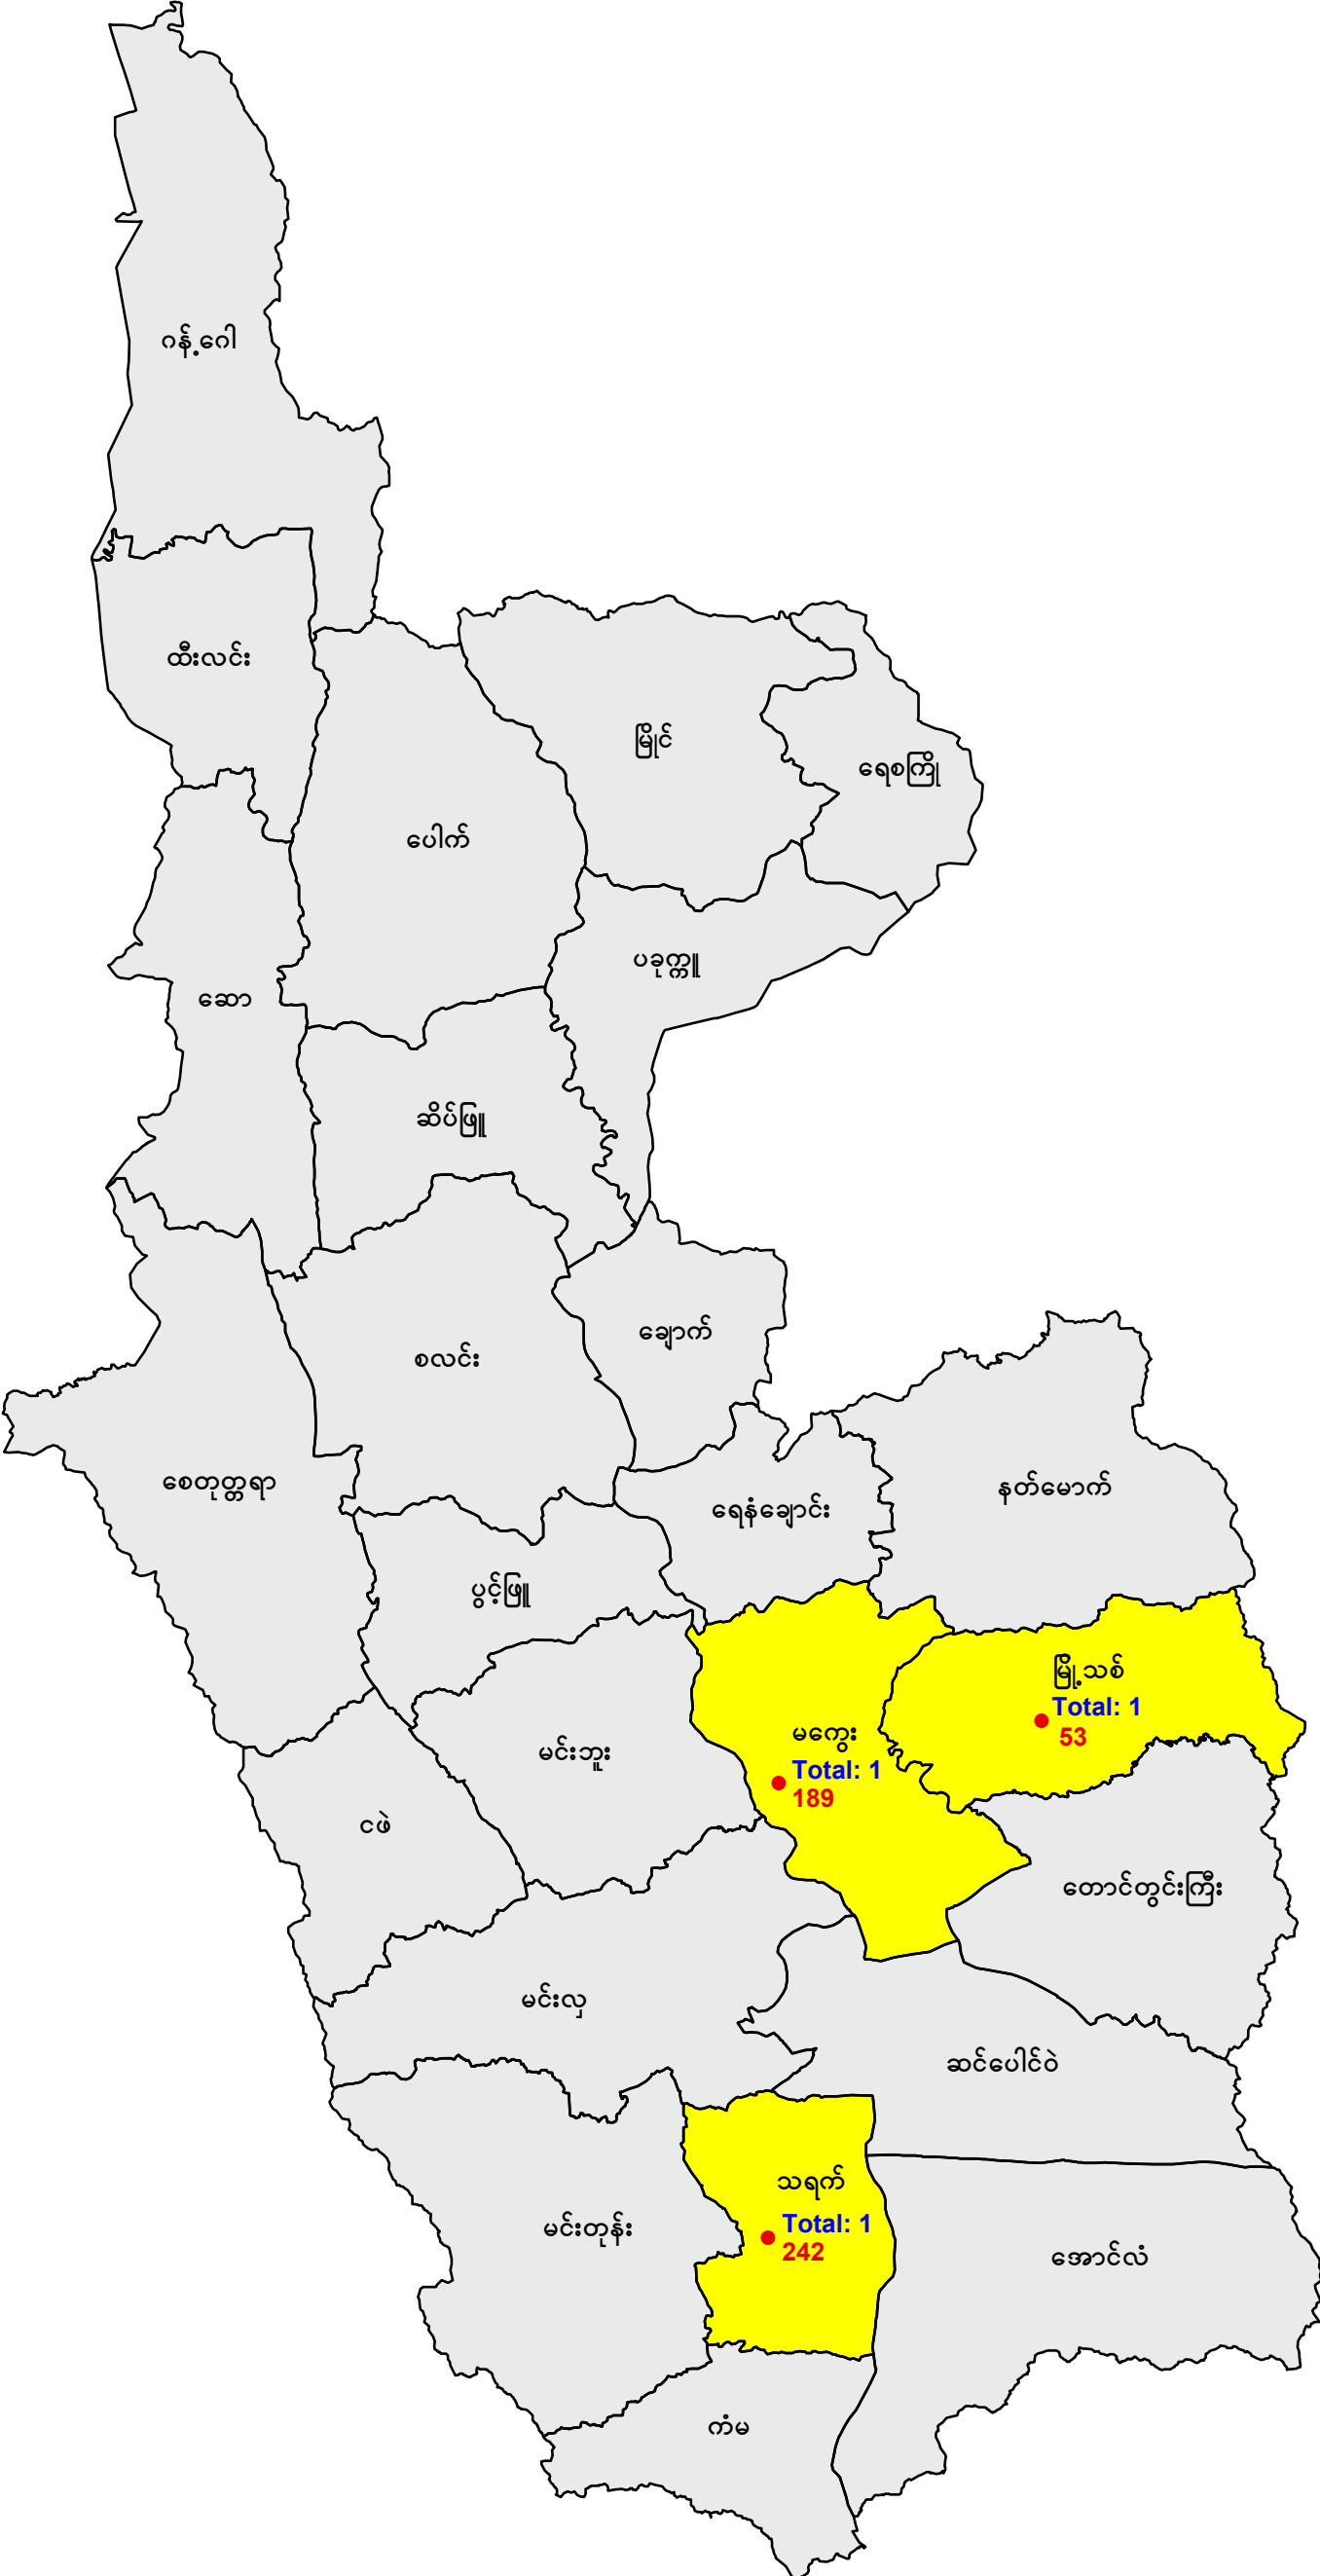 ဂန့်ဂေါ
ထီးလင်း
မြိုင်
ရေစကြို
ပေါက်
ပခုက္ကူ
ဆော
ဆိပ်ဖြူ
ချောက်
စလင်း
စေတုတ္တရာ
နတ်မောက်
ရေနံချောင်း
ပွင့်ဖြူ
မြို့သစ်
Total: 1
53
မကွေး
Total: 1
189
မင်းဘူး
ငဖဲ
တောင်တွင်းကြီး
မင်းလှ
ဆင်ပေါင်ဝဲ
သရက်
Total: 1
242
မင်းတုန်း
အောင်လံ
ကံမ